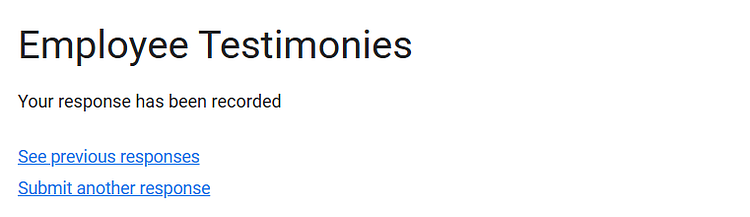 Employee Testimonies
Your response has been recorded
See previous responses
Submit another response